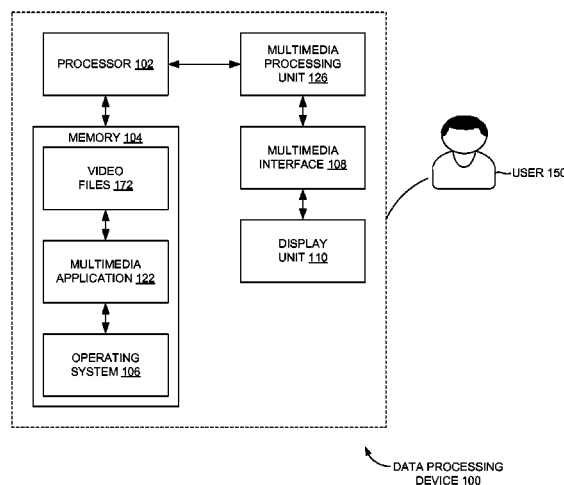 PROCESSOR 102
MULTIMEDIA
PROCESSING
UNIT 126
MEMORY 104
VIDEO
FILES 172
MULTIMEDIA
INTERFACE 108
USER 150
MULTIMEDIA
APPLICATION 122
DISPLAY
UNIT 110
OPERATING
SYSTEM 106
DATA PROCESSING
DEVICE 100